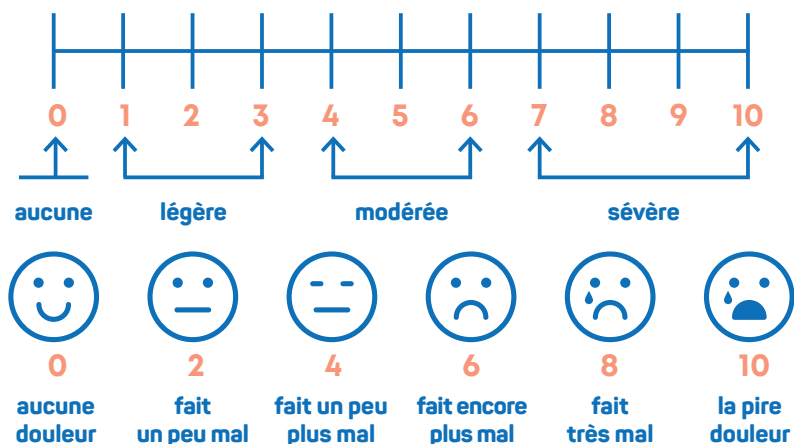 0 1 2 3 4 5 6 7 8 9 10
aucune légère modérée sévère
0 2 4 6 8 10
aucune douleur
fait un peu mal
fait un peu plus mal
fait encore plus mal
fait très mal
la pire douleur